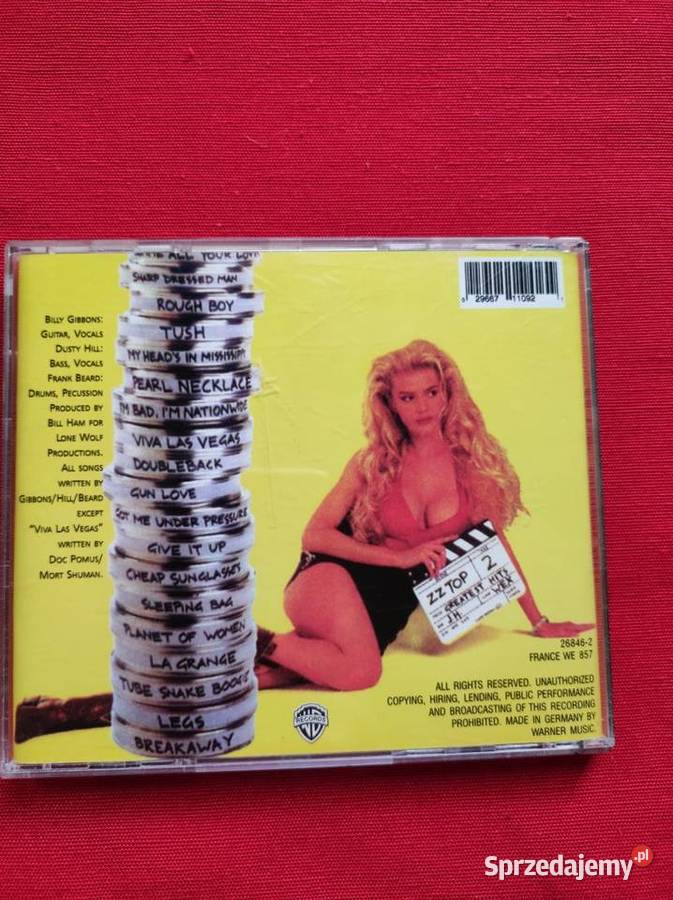 BILLY GIBBONS:
GUITAR, VOCALS
DUSTY HILL:
BASS, VOCALS
FRANK BEARD:
DRUMS, PECUSSION
PRODUCED BY
BILL HAM FOR
LONE WOLF
PRODUCTIONS.
ALL SONGS
WRITTEN BY
GIBBONS/HILL/BEARD
EXCEPT
"VIVA LAS VEGAS"
WRITTEN BY
DOC POMUS/
MORT SHUMAN.
ALL YOUR LOVIN
SHARP DRESSED MAN
ROUGH BOY
TUSH
MY HEAD'S IN MISSISSIPPI
PEARL NECKLACE
I'M BAD, I'M NATIONWIDE
VIVA LAS VEGAS
DOUBLEBACK
GUN LOVE
GOT ME UNDER PRESSURE
GIVE IT UP
CHEAP SUNGLASSES
SLEEPING BAG
PLANET OF WOMEN
LA GRANGE
TUBE SNAKE BOOGIE
LEGS
BREAKAWAY
0 29667 11092 1
ZZ TOP 2
GREATEST HITS
J.H. WEX
26846-2
FRANCE WE 857
RECORDS
ALL RIGHTS RESERVED. UNAUTHORIZED
COPYING, HIRING, LENDING, PUBLIC PERFORMANCE
AND BROADCASTING OF THIS RECORDING
PROHIBITED. MADE IN GERMANY BY
WARNER MUSIC.
Sprzedajemy.pl